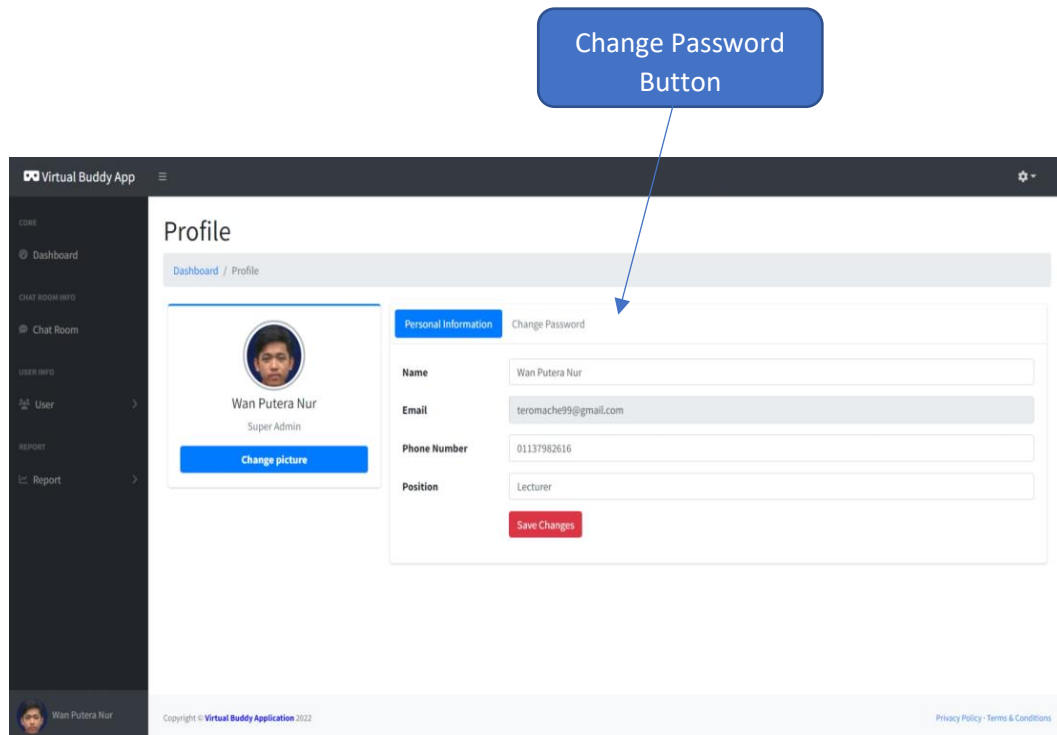 Change Password
Button
Virtual Buddy App
CORE
Dashboard
CHAT ROOM INFO
Chat Room
USER INFO
User
REPORT
Report
Wan Putera Nur
Profile
Dashboard / Profile
Wan Putera Nur
Super Admin
Change picture
Personal Information Change Password
Name Wan Putera Nur
Email teromache99@gmail.com
Phone Number 01137982616
Position Lecturer
Save Changes
Copyright © Virtual Buddy Application 2022
Privacy Policy · Terms & Conditions